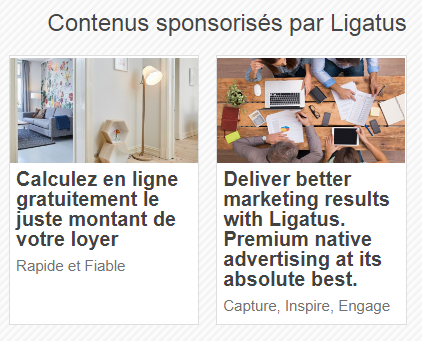 Contenus sponsorisés par Ligatus
Calculez en ligne
gratuitement le
juste montant de
votre loyer
Rapide et Fiable
Deliver better
marketing results
with Ligatus.
Premium native
advertising at its
absolute best.
Capture, Inspire, Engage